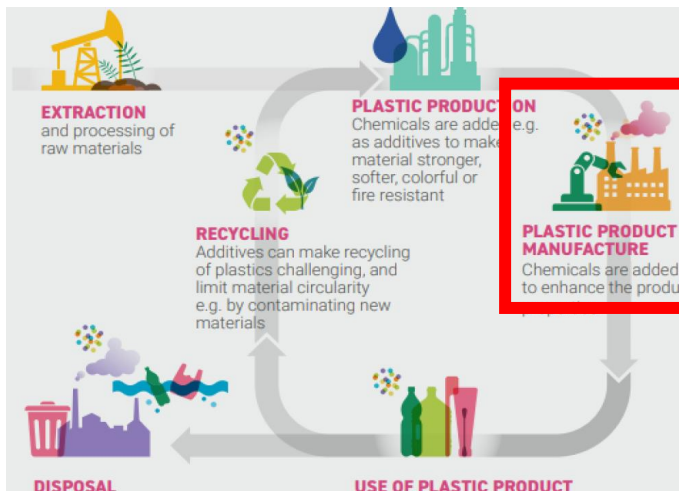 EXTRACTION
and processing of
raw materials
PLASTIC PRODUCTION
Chemicals are added e.g.
as additives to make
material stronger,
softer, colorful or
fire resistant
PLASTIC PRODUCT
MANUFACTURE
Chemicals are added
to enhance the
RECYCLING
Additives can make recycling
of plastics challenging, and
limit material circularity
e.g. by contaminating new
materials
DISPOSAL
USE OF PLASTIC PRODUCT